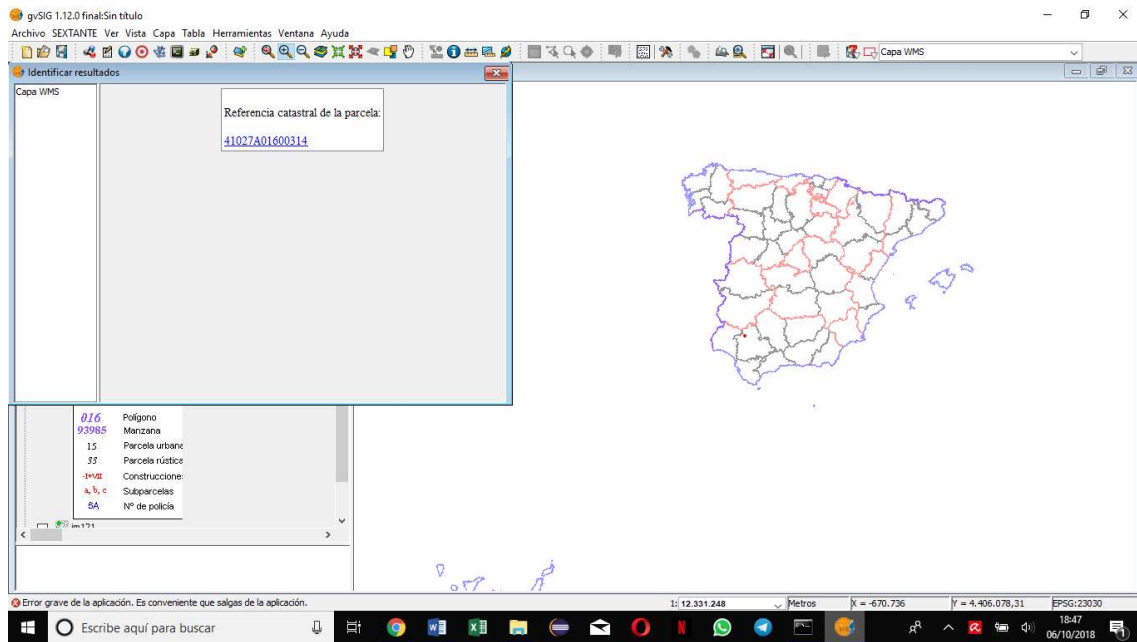 gvSIG 1.12.0 final:Sin título
Archivo SEXTANTE Ver Vista Capa Tabla Herramientas Ventana Ayuda
Capa WMS
Identificar resultados
Capa WMS
Referencia catastral de la parcela:
41027A01600314
016 Polígono
93985 Manzana
15 Parcela urbana
33 Parcela rústica
-I+VII Construccione
a, b, c Subparcelas
5A Nº de policía
im121
Error grave de la aplicación. Es conveniente que salgas de la aplicación.
1: 12.331.248 Metros X = -670.736 Y = 4.406.078,31 EPSG:23030
Escribe aquí para buscar
18:47
06/10/2018